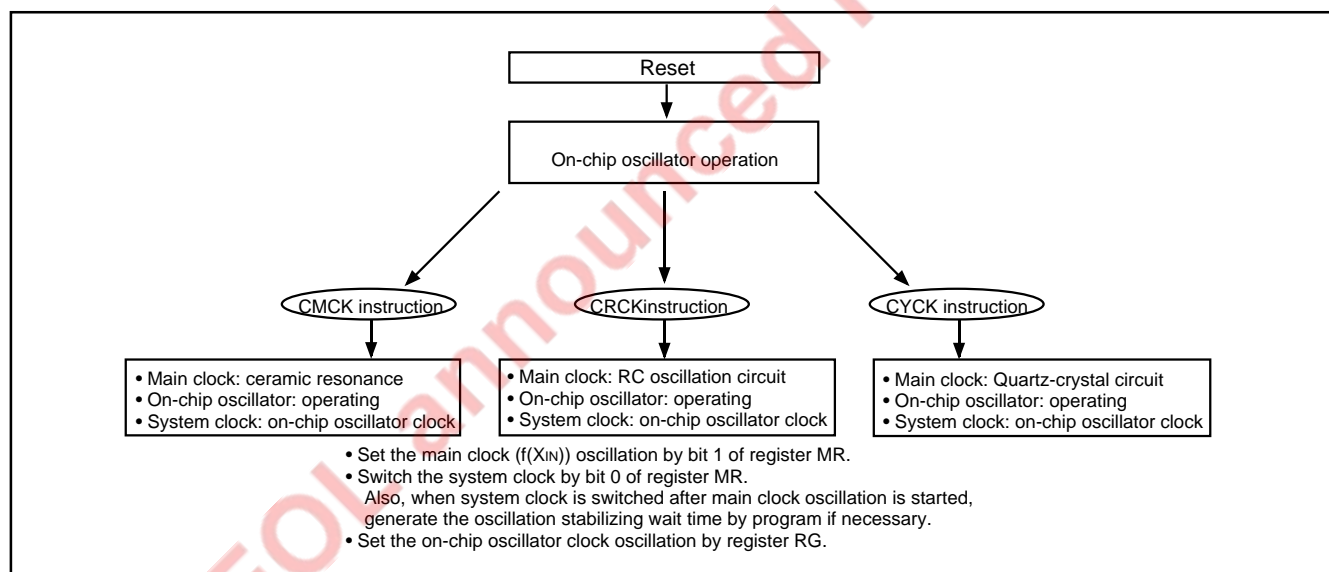 Reset
On-chip oscillator operation
CMCK instruction
CRCKinstruction
CYCK instruction
• Main clock: ceramic resonance
• On-chip oscillator: operating
• System clock: on-chip oscillator clock
• Main clock: RC oscillation circuit
• On-chip oscillator: operating
• System clock: on-chip oscillator clock
• Main clock: Quartz-crystal circuit
• On-chip oscillator: operating
• System clock: on-chip oscillator clock
• Set the main clock (f(XIN)) oscillation by bit 1 of register MR.
• Switch the system clock by bit 0 of register MR.
Also, when system clock is switched after main clock oscillation is started,
generate the oscillation stabilizing wait time by program if necessary.
• Set the on-chip oscillator clock oscillation by register RG.
EOL announced